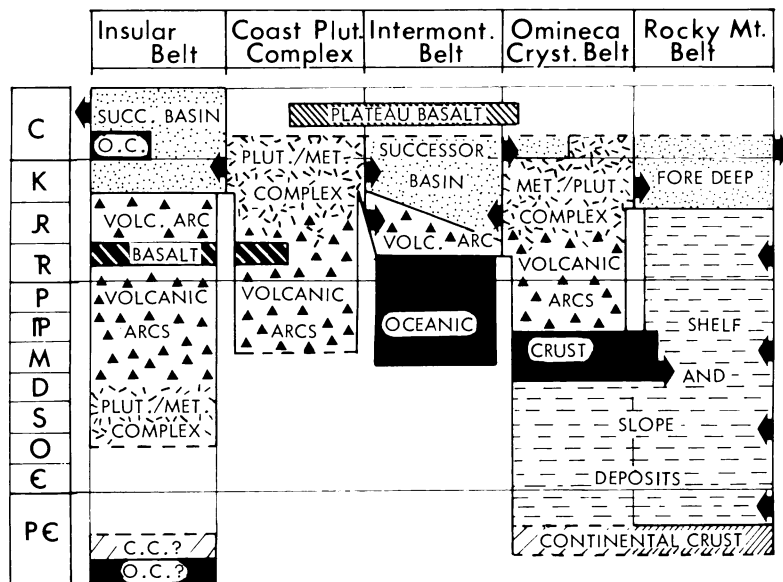 Insular Belt
Coast Plut. Complex
Intermont. Belt
Omineca Cryst. Belt
Rocky Mt. Belt
C
K
JR
TR
P
IP
M
D
S
O
Є
PЄ
SUCC. BASIN
O.C.
VOLC. ARC
BASALT
VOLCANIC
ARCS
PLUT./MET.
COMPLEX
C.C.?
O.C.?
PLATEAU BASALT
PLUT./MET
COMPLEX
VOLCANIC
ARCS
SUCCESSOR
BASIN
VOLC. ARC
OCEANIC
MET./PLUT
COMPLEX
VOLCANIC
ARCS
CRUST
FORE DEEP
SHELF
AND
SLOPE
DEPOSITS
CONTINENTAL CRUST